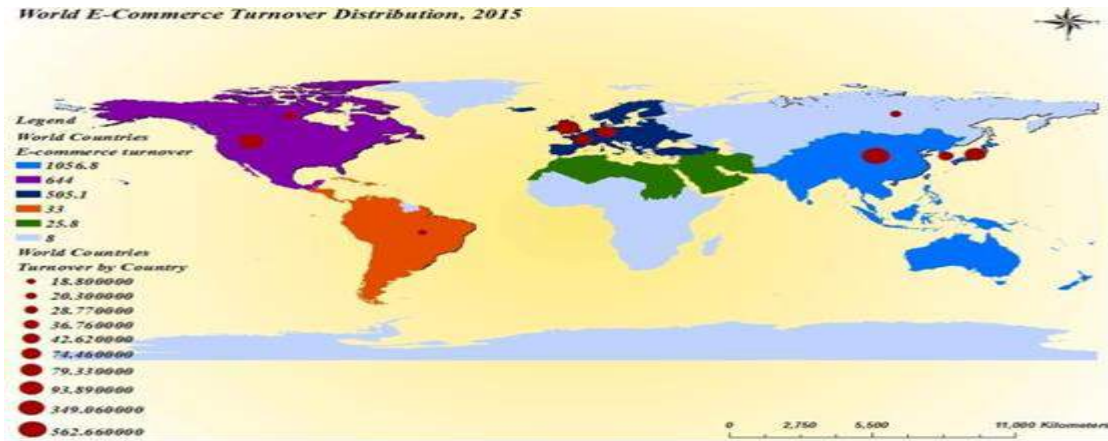 World E-Commerce Turnover Distribution, 2015
Legend
World Countries
E-commerce turnover
1056.8
644
505.1
33
25.8
8
World Countries
Turnover by Country
18.800000
20.300000
28.770000
36.760000
42.620000
74.460000
79.330000
93.890000
349.060000
562.660000
0 2,750 5,500 11,000 Kilometers